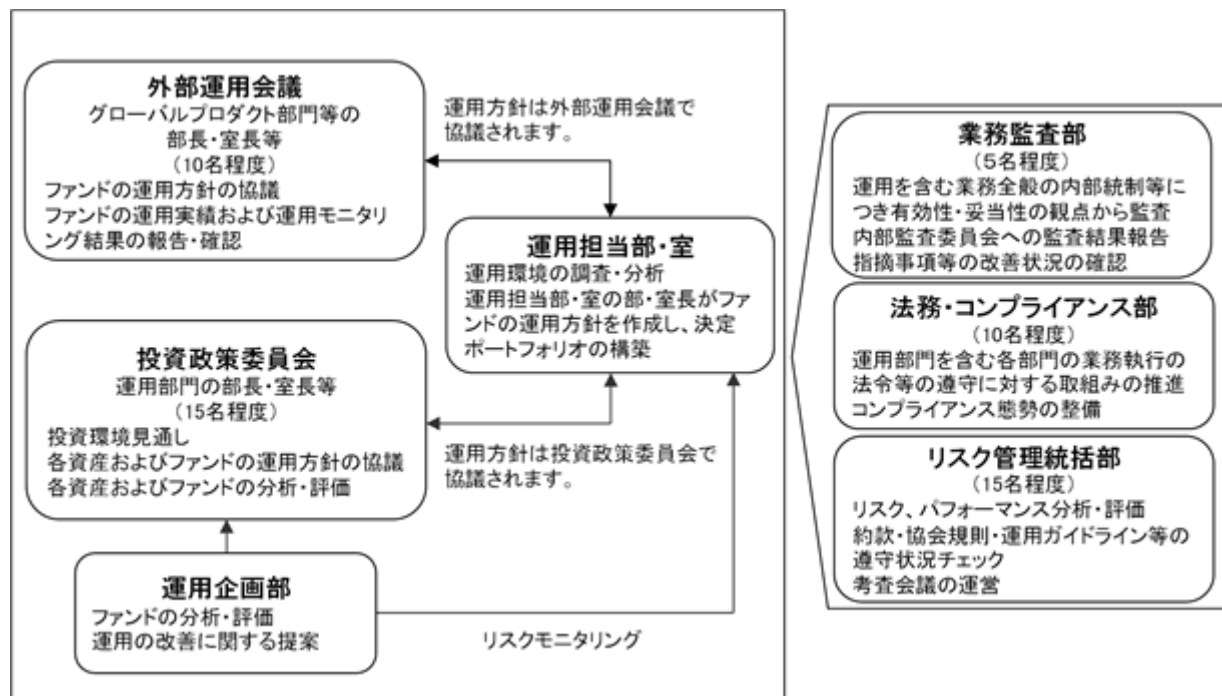 外部運用会議
グローバルプロダクト部門等の
部長・室長等
(10名程度)
ファンドの運用方針の協議
ファンドの運用実績および運用モニタリ
ング結果の報告・確認
運用方針は外部運用会議で
協議されます。
運用担当部・室
運用環境の調査・分析
運用担当部・室の部・室長がファ
ンドの運用方針を作成し、決定
ポートフォリオの構築
投資政策委員会
運用部門の部長・室長等
(15名程度)
投資環境見通し
各資産およびファンドの運用方針の協議
各資産およびファンドの分析・評価
運用方針は投資政策委員会で
協議されます。
運用企画部
ファンドの分析・評価
運用の改善に関する提案
リスクモニタリング
業務監査部
(5名程度)
運用を含む業務全般の内部統制等に
つき有効性・妥当性の観点から監査
内部監査委員会への監査結果報告
指摘事項等の改善状況の確認
法務・コンプライアンス部
(10名程度)
運用部門を含む各部門の業務執行の
法令等の遵守に対する取組みの推進
コンプライアンス態勢の整備
リスク管理統括部
(15名程度)
リスク、パフォーマンス分析・評価
約款・協会規則・運用ガイドライン等の
遵守状況チェック
考査会議の運営